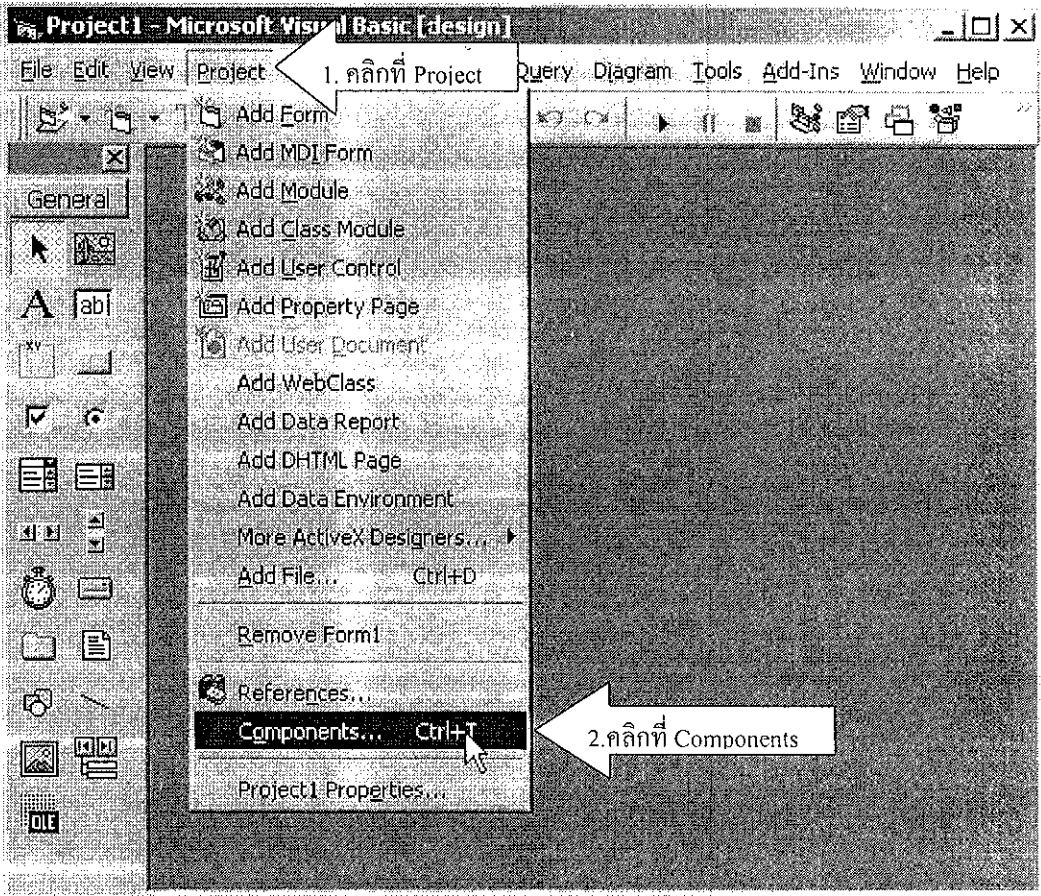 Project1 - Microsoft Visual Basic [design]
File Edit View Project Query Diagram Tools Add-Ins Window Help
1. คลิกที่ Project
Add Form
Add MDI Form
General
Add Module
Add Class Module
Add User Control
A ab
Add Property Page
XY
Add User Document
Add WebClass
Add Data Report
Add DHTML Page
Add Data Environment
More ActiveX Designers...
Add File... Ctrl+D
Remove Form1
References...
Components... Ctrl+T
2.คลิกที่ Components
Project1 Properties...
OLE